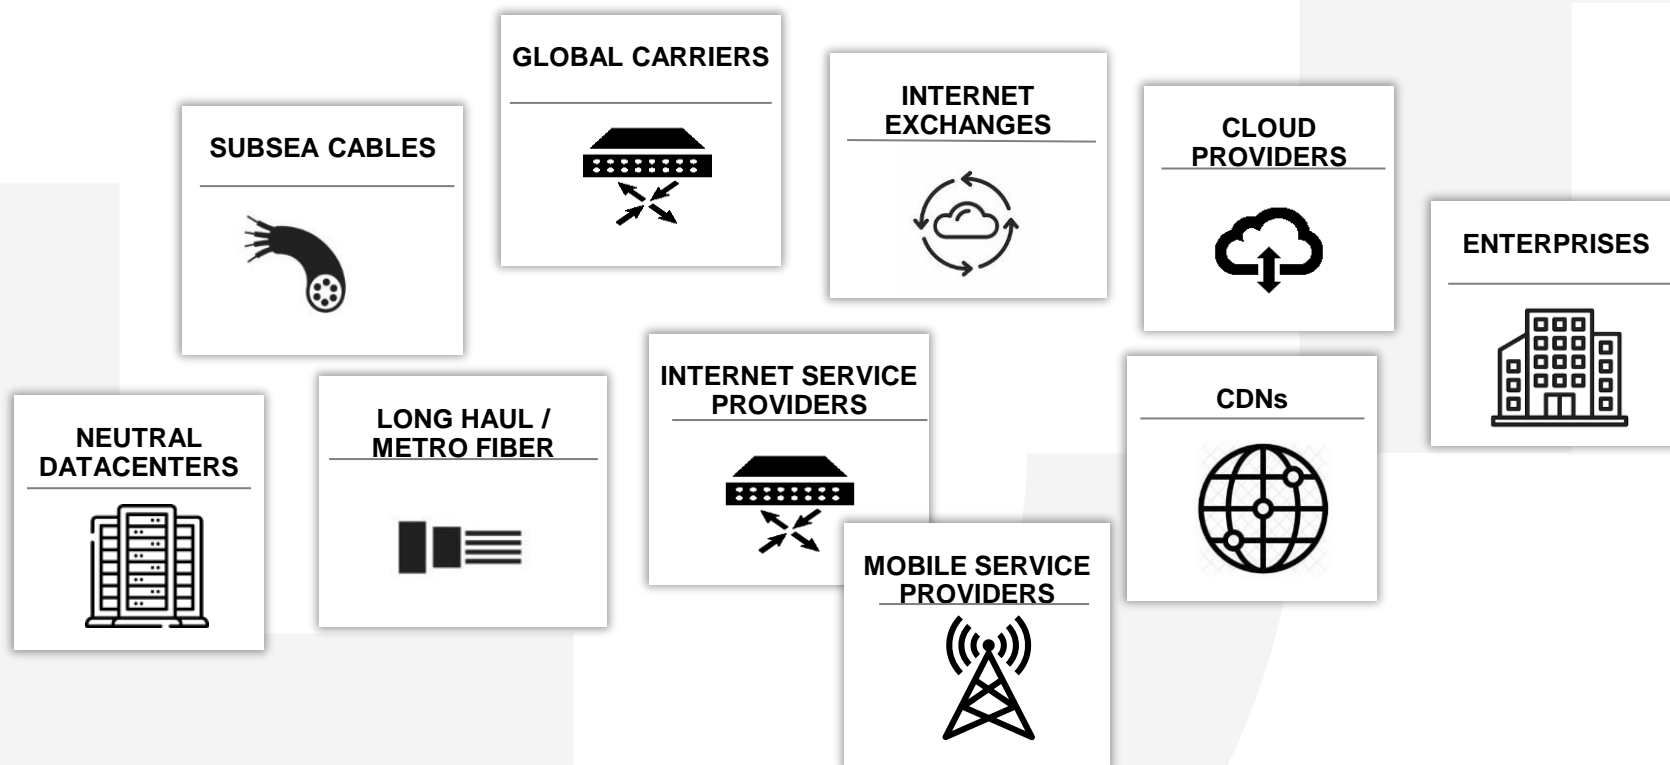 GLOBAL CARRIERS
INTERNET
EXCHANGES
CLOUD
PROVIDERS
SUBSEA CABLES
ENTERPRISES
INTERNET SERVICE
PROVIDERS
CDNs
LONG HAUL /
METRO FIBER
NEUTRAL
DATACENTERS
MOBILE SERVICE
PROVIDERS